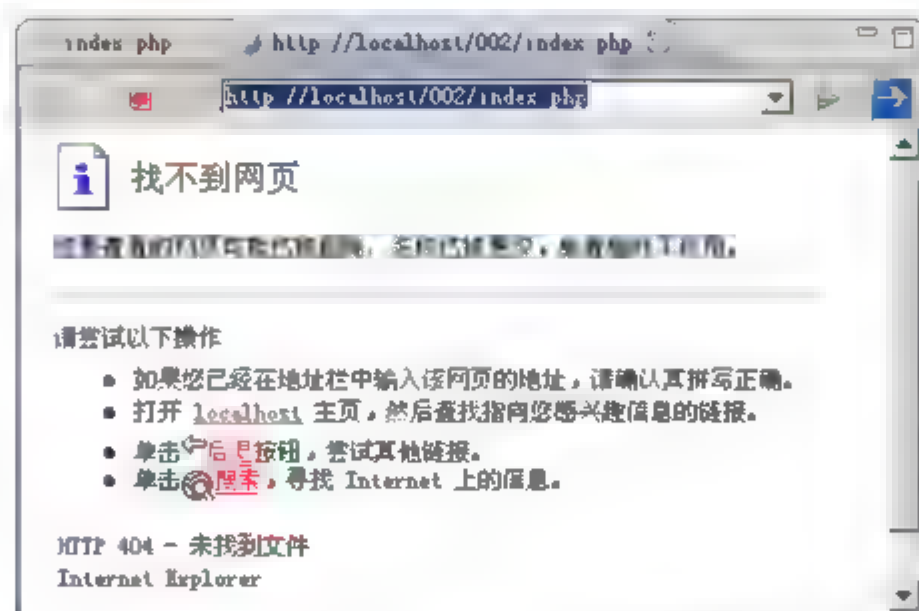 index php
http //localhost/002/index php
http //localhost/002/index php
找不到网页
请尝试以下操作
● 如果您已经在地址栏中输入该网页的地址，请确认其拼写正确。
● 打开 localhost 主页，然后查找指向您感兴趣信息的链接。
● 单击 后退 按钮，尝试其他链接。
● 单击 搜索，寻找 Internet 上的信息。
HTTP 404 - 未找到文件
Internet Explorer